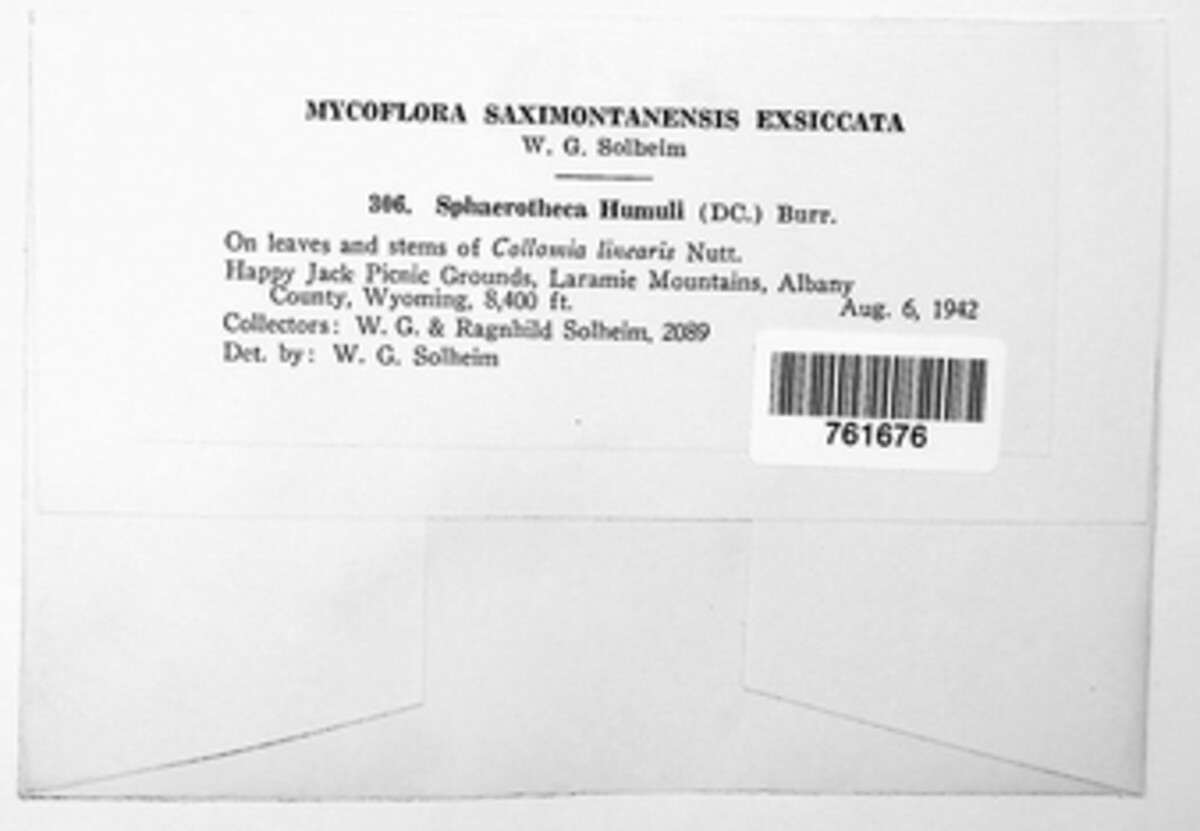 MYCOFLORA SAXIMONTANENSIS EXSICCATA
W. G. Solheim
306. Sphaerotheca Humuli (DC.) Burr.
On leaves and stems of Collomia linearis Nutt.
Happy Jack Picnic Grounds, Laramie Mountains, Albany
County, Wyoming, 8,400 ft. Aug. 6, 1942
Collectors: W. G. & Ragnhild Solheim, 2089
Det. by: W. G. Solheim
761676